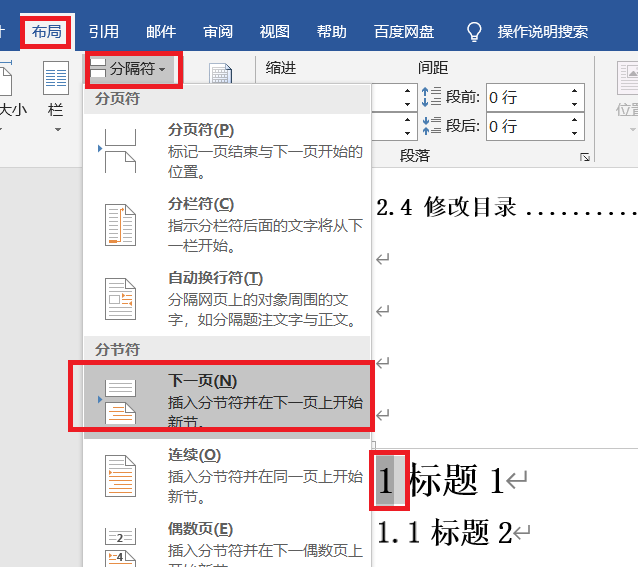 布局 引用 邮件 审阅 视图 帮助 百度网盘 操作说明搜索
分隔符 缩进 间距
大小 栏 段前: 0 行 位置
段后: 0 行
段落
分页符
分页符(P)
标记一页结束与下一页开始的
位置。
分栏符(C)
指示分栏符后面的文字将从下
一栏开始。
自动换行符(T)
分隔网页上的对象周围的文
字，如分隔题注文字与正文。
分节符
下一页(N)
插入分节符并在下一页上开始
新节。
连续(O)
插入分节符并在同一页上开始
新节。
偶数页(E)
插入分节符并在下一偶数页上
开始新节。
2.4 修改目录 ..........
1 标题 1
1.1 标题 2